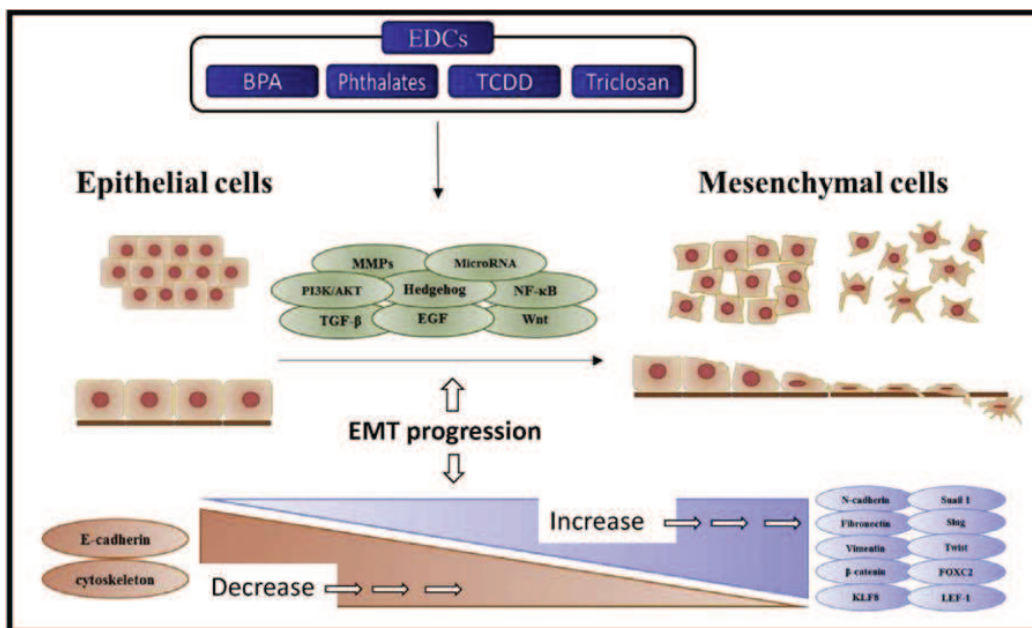 EDCs
BPA Phthalates TCDD Triclosan
Epithelial cells
Mesenchymal cells
MMPs MicroRNA
PI3K/AKT Hedgehog NF-κB
TGF-β EGF Wnt
EMT progression
Increase
Decrease
E-cadherin
cytoskeleton
N-cadherin Snail 1
Fibronectin Slug
Vimentin Twist
β-catenin FOXC2
KLF8 LEF-1